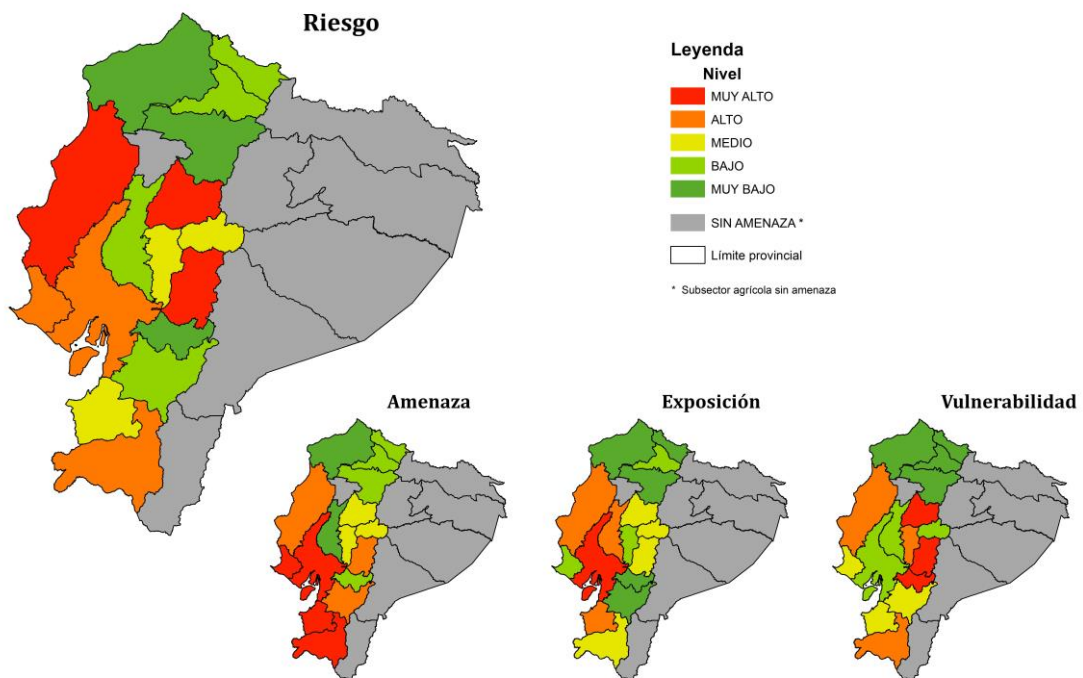 Riesgo
Leyenda
Nivel
MUY ALTO
ALTO
MEDIO
BAJO
MUY BAJO
SIN AMENAZA *
Límite provincial
* Subsector agrícola sin amenaza
Amenaza
Exposición
Vulnerabilidad